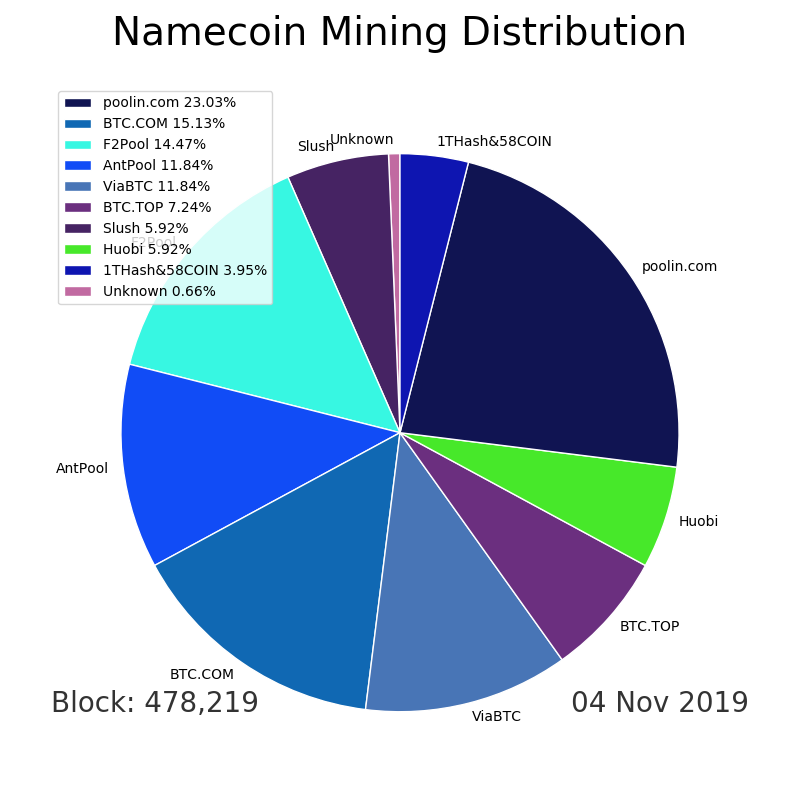 Namecoin Mining Distribution
poolin.com 23.03%
BTC.COM 15.13%
F2Pool 14.47%
AntPool 11.84%
ViaBTC 11.84%
BTC.TOP 7.24%
Slush 5.92%
Huobi 5.92%
1THash&58COIN 3.95%
Unknown 0.66%
Slush
Unknown
1THash&58COIN
F2Pool
poolin.com
AntPool
Huobi
BTC.TOP
BTC.COM
ViaBTC
Block: 478,219
04 Nov 2019